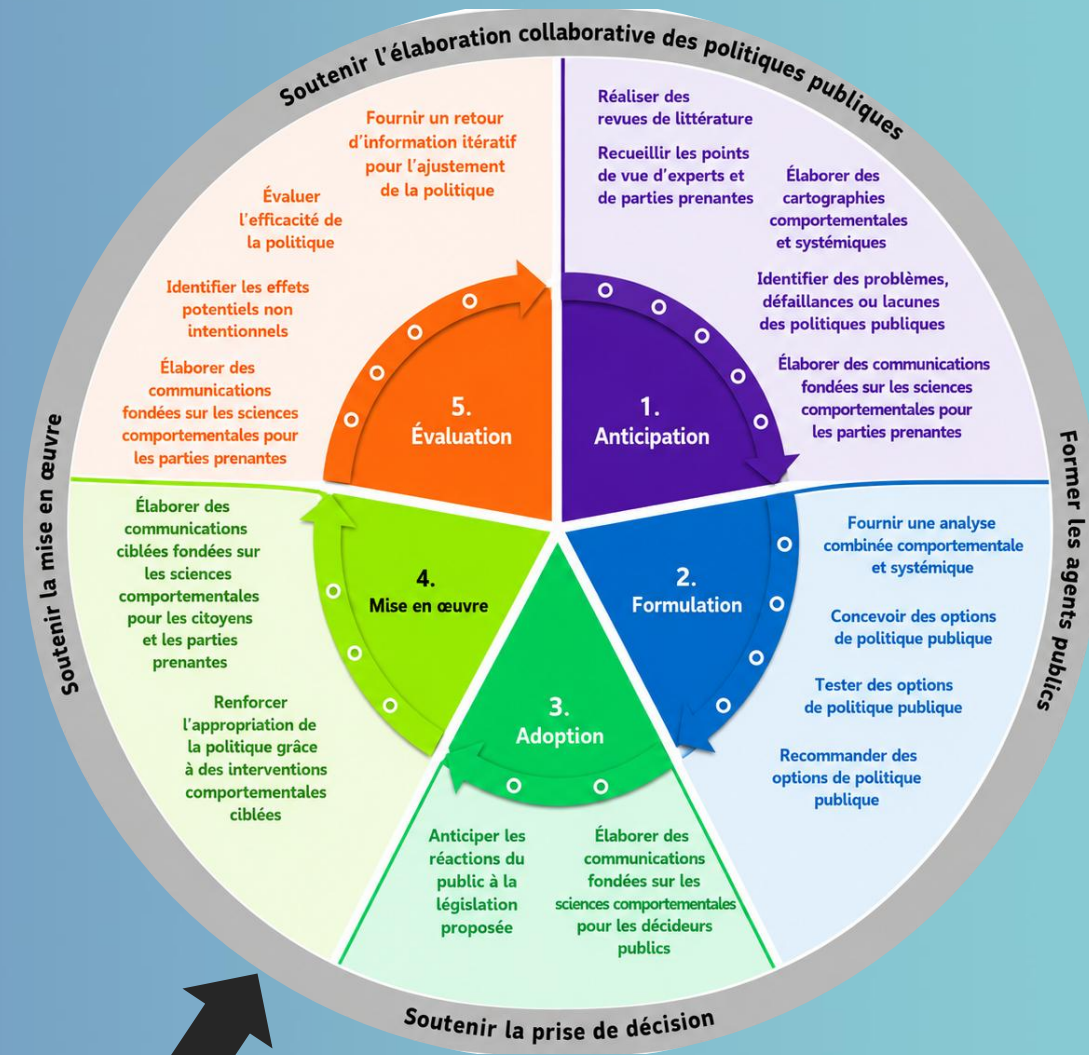 Soutenir l'élaboration collaborative des politiques publiques
Former les agents publics
Soutenir la prise de décision
Soutenir la mise en œuvre
Réaliser des
revues de littérature
Recueillir les points
de vue d'experts et
de parties prenantes
Élaborer des
cartographies
comportementales
et systémiques
Identifier des problèmes,
défaillances ou lacunes
des politiques publiques
Élaborer des communications
fondées sur les sciences
comportementales pour
les parties prenantes
1.
Anticipation
Fournir une analyse
combinée comportementale
et systémique
Concevoir des options
de politique publique
Tester des options
de politique publique
Recommander des
options de politique
publique
2.
Formulation
3.
Adoption
Élaborer des
communications
fondées sur les
sciences comportementales
pour les décideurs
publics
Anticiper les
réactions du
public à la
législation
proposée
4.
Mise en œuvre
Élaborer des
communications
ciblées fondées sur
les sciences
comportementales
pour les citoyens
et les parties
prenantes
Renforcer
l'appropriation de
la politique grâce
à des interventions
comportementales
ciblées
5.
Évaluation
Fournir un retour
d'information itératif
pour l'ajustement
de la politique
Évaluer
l'efficacité de
la politique
Identifier les effets
potentiels non
intentionnels
Élaborer des
communications
fondées sur les sciences
comportementales pour
les parties prenantes